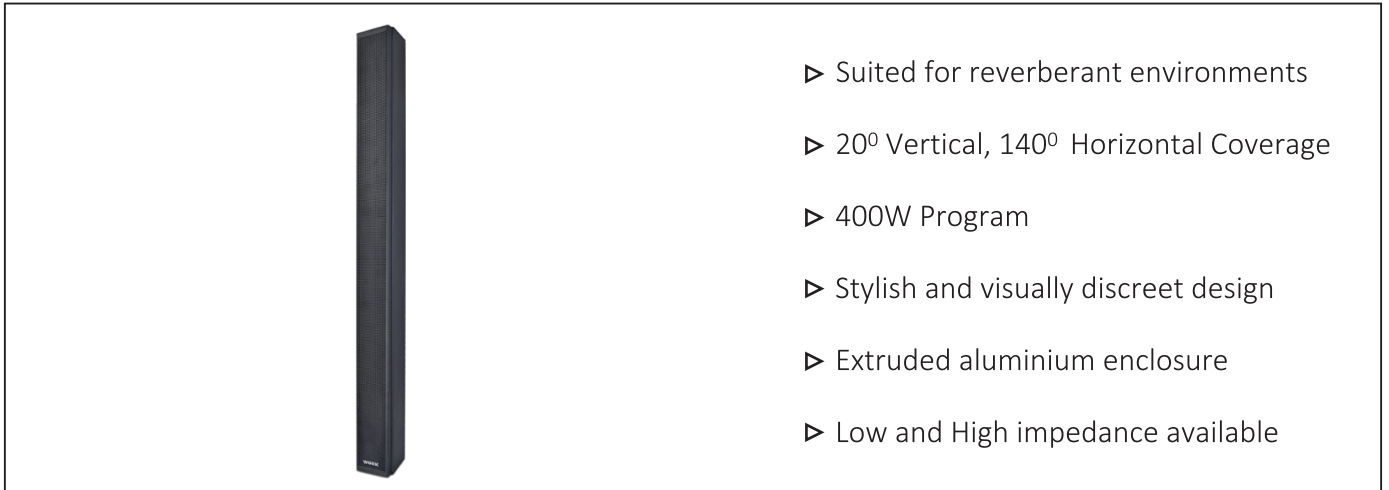 Suited for reverberant environments
20⁰ Vertical, 140⁰ Horizontal Coverage
400W Program
Stylish and visually discreet design
Extruded aluminium enclosure
Low and High impedance available
WORK